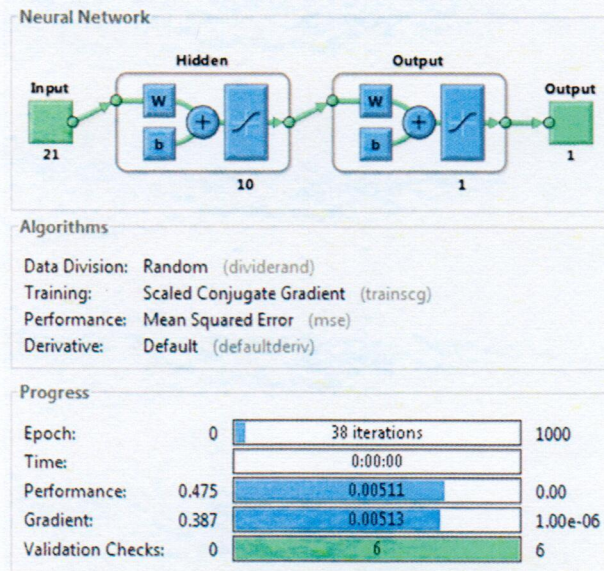 Neural Network
Hidden
Output
Input
W
b
+
W
b
+
Output
21
10
1
1
Algorithms
Data Division: Random (dividerand)
Training: Scaled Conjugate Gradient (trainscg)
Performance: Mean Squared Error (mse)
Derivative: Default (defaultderiv)
Progress
Epoch: 0 38 iterations 1000
Time: 0:00:00
Performance: 0.475 0.00511 0.00
Gradient: 0.387 0.00513 1.00e-06
Validation Checks: 0 6 6